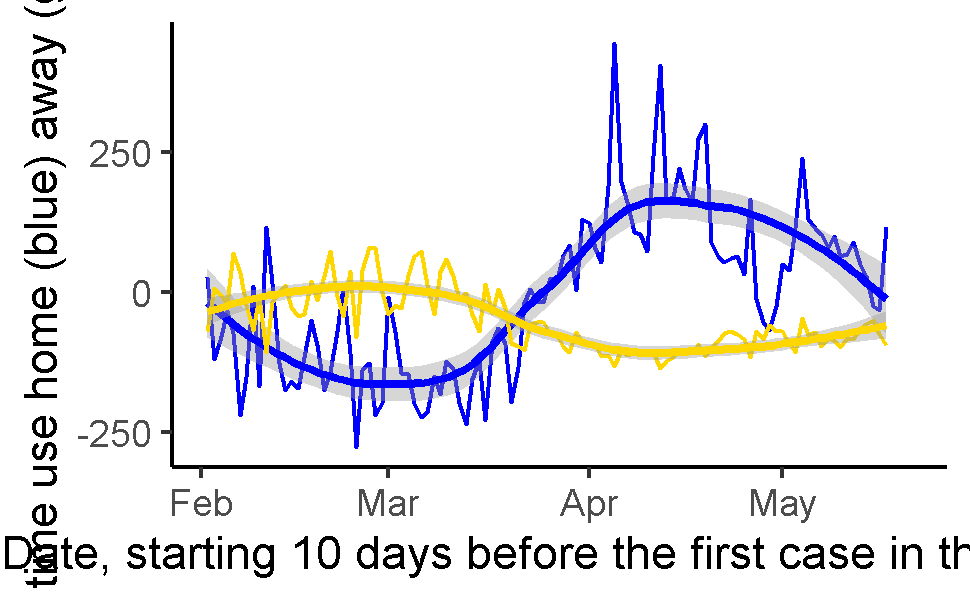 time use home (blue) away (
250
0
-250
Feb Mar Apr May
Date, starting 10 days before the first case in th